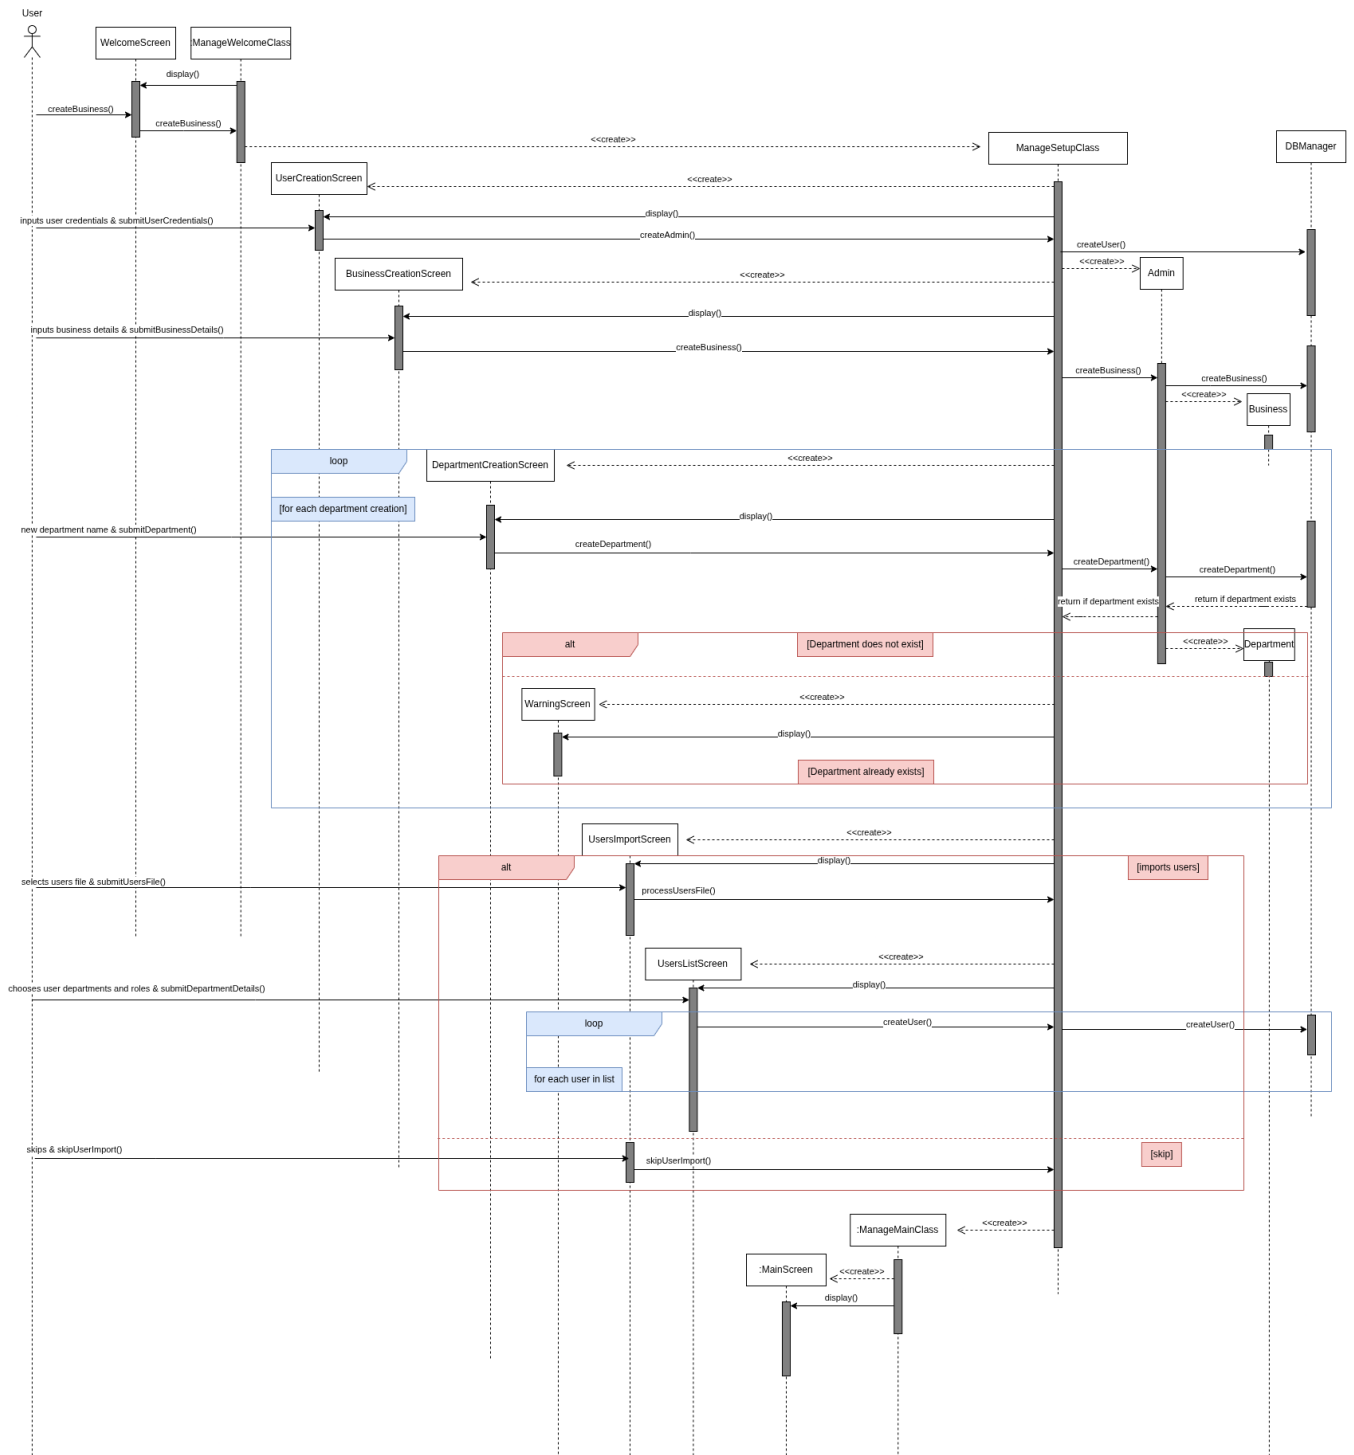 User
WelcomeScreen
:ManageWelcomeClass
display()
createBusiness()
createBusiness()
<<create>>
ManageSetupClass
DBManager
UserCreationScreen
<<create>>
display()
inputs user credentials & submitUserCredentials()
createAdmin()
createUser()
<<create>>
Admin
BusinessCreationScreen
<<create>>
display()
inputs business details & submitBusinessDetails()
createBusiness()
createBusiness()
createBusiness()
<<create>>
Business
loop
DepartmentCreationScreen
<<create>>
[for each department creation]
display()
new department name & submitDepartment()
createDepartment()
createDepartment()
createDepartment()
return if department exists
return if department exists
alt
[Department does not exist]
<<create>>
Department
WarningScreen
<<create>>
display()
[Department already exists]
UsersImportScreen
<<create>>
alt
display()
[imports users]
selects users file & submitUsersFile()
processUsersFile()
UsersListScreen
<<create>>
display()
chooses user departments and roles & submitDepartmentDetails()
loop
createUser()
createUser()
for each user in list
skips & skipUserImport()
[skip]
skipUserImport()
:ManageMainClass
<<create>>
:MainScreen
<<create>>
display()